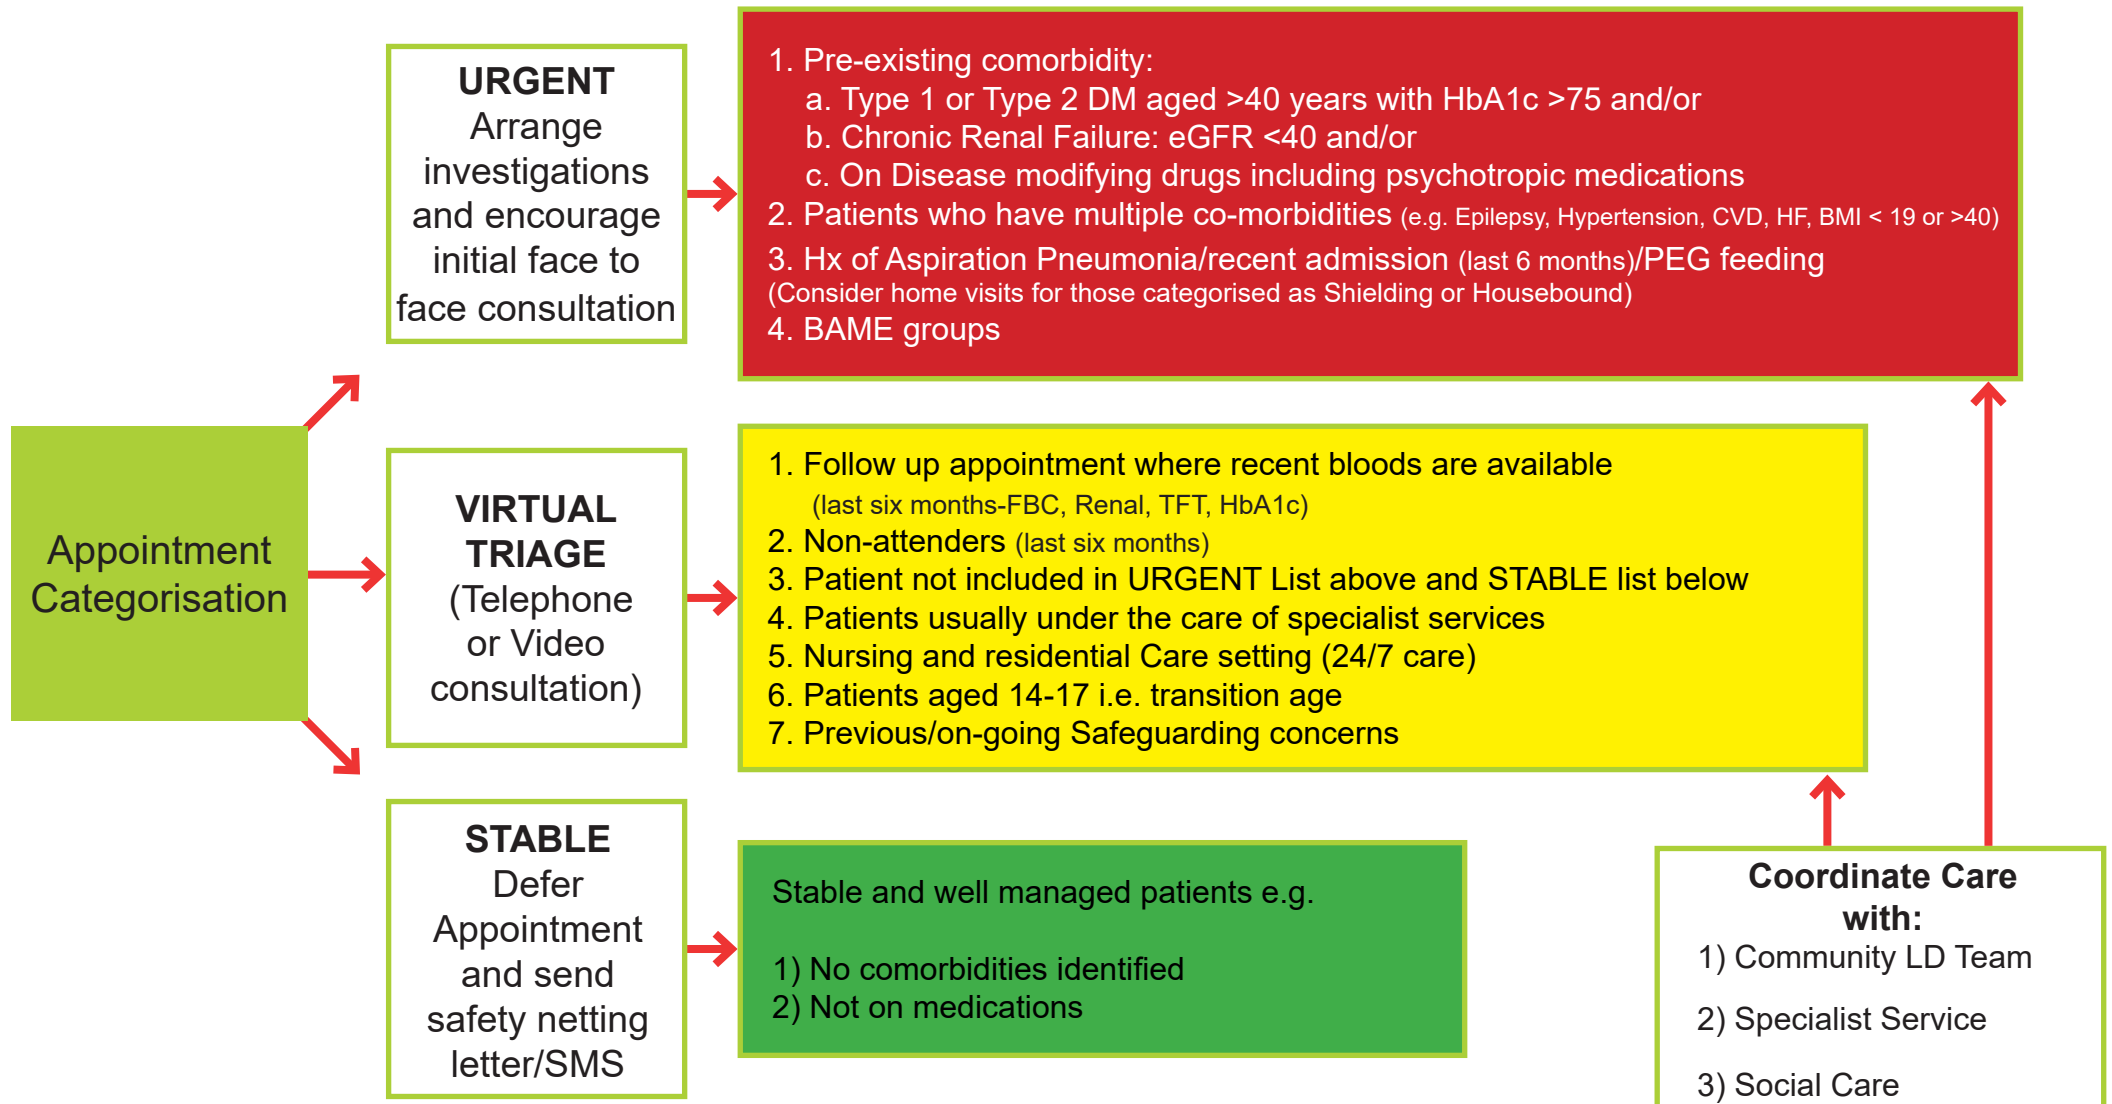 Appointment
Categorisation
URGENT
Arrange
investigations
and encourage
initial face to
face consultation
1. Pre-existing comorbidity:
a. Type 1 or Type 2 DM aged >40 years with HbA1c >75 and/or
b. Chronic Renal Failure: eGFR <40 and/or
c. On Disease modifying drugs including psychotropic medications
2. Patients who have multiple co-morbidities (e.g. Epilepsy, Hypertension, CVD, HF, BMI < 19 or >40)
3. Hx of Aspiration Pneumonia/recent admission (last 6 months)/PEG feeding
(Consider home visits for those categorised as Shielding or Housebound)
4. BAME groups
VIRTUAL
TRIAGE
(Telephone
or Video
consultation)
1. Follow up appointment where recent bloods are available
(last six months-FBC, Renal, TFT, HbA1c)
2. Non-attenders (last six months)
3. Patient not included in URGENT List above and STABLE list below
4. Patients usually under the care of specialist services
5. Nursing and residential Care setting (24/7 care)
6. Patients aged 14-17 i.e. transition age
7. Previous/on-going Safeguarding concerns
STABLE
Defer
Appointment
and send
safety netting
letter/SMS
Stable and well managed patients e.g.
1) No comorbidities identified
2) Not on medications
Coordinate Care
with:
1) Community LD Team
2) Specialist Service
3) Social Care